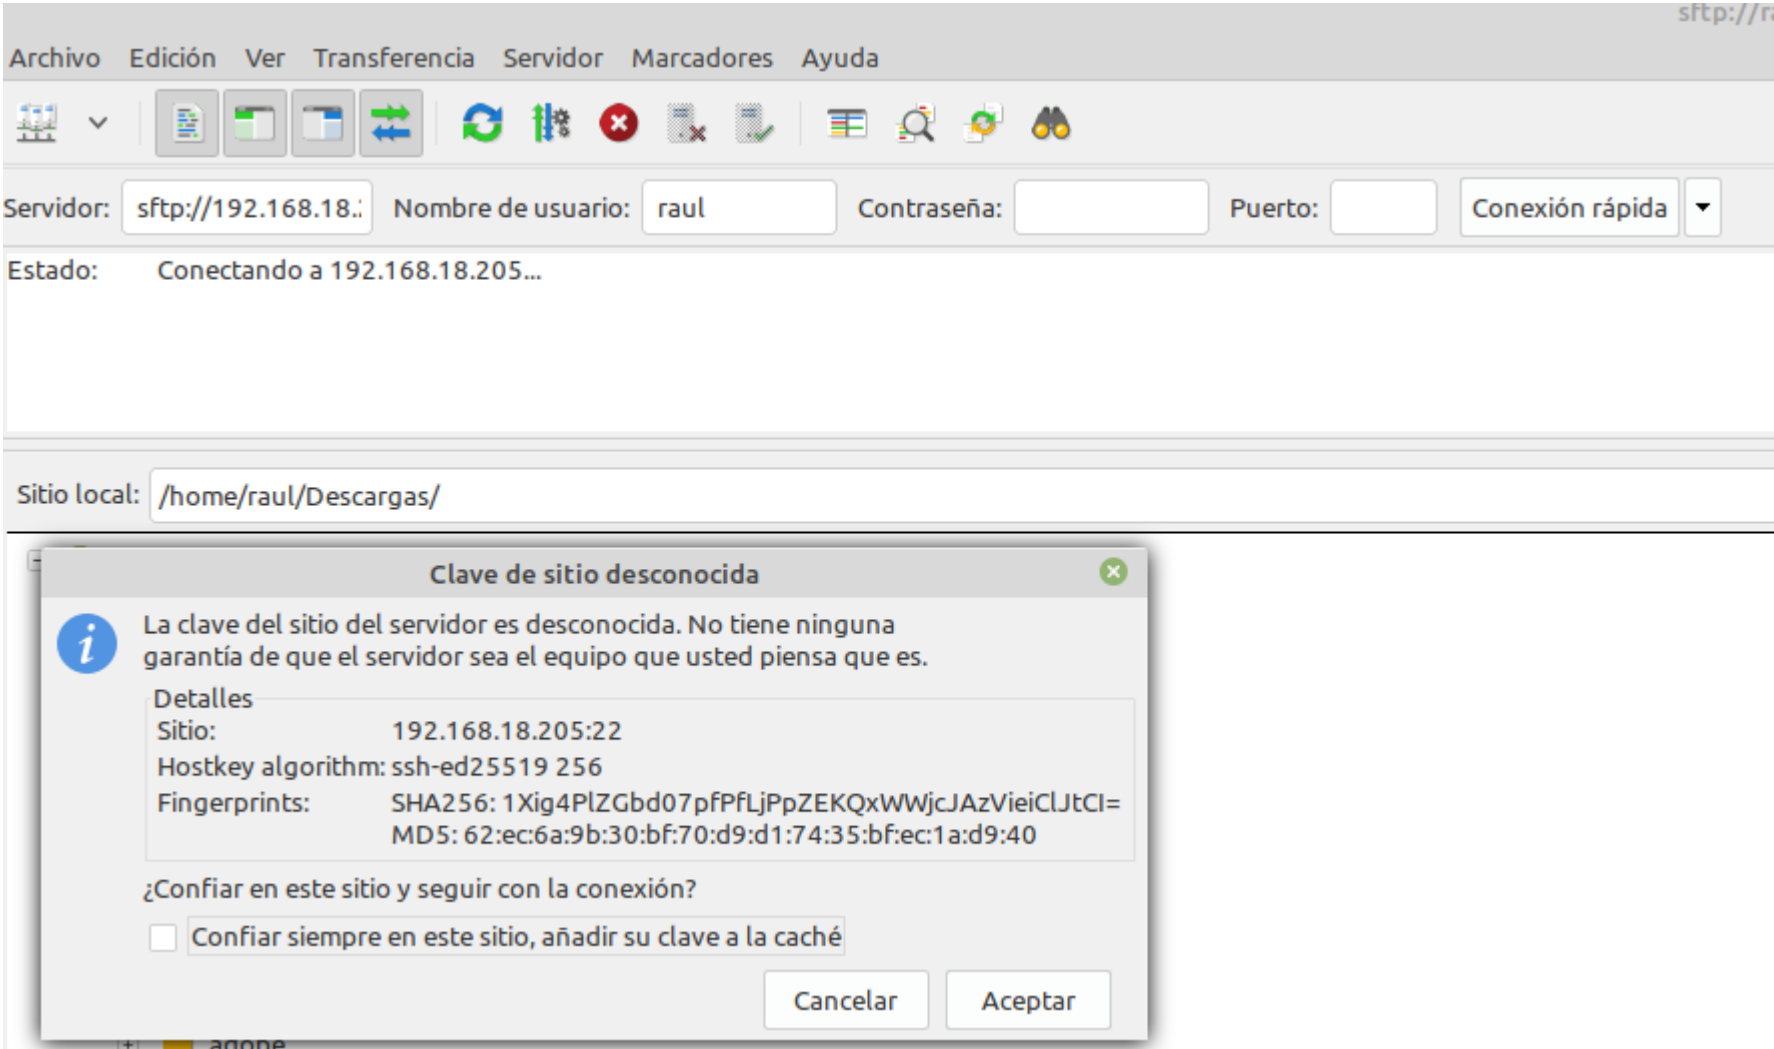 sftp://r
Archivo Edición Ver Transferencia Servidor Marcadores Ayuda
Servidor: sftp://192.168.18. Nombre de usuario: raul Contraseña: Puerto: Conexión rápida
Estado: Conectando a 192.168.18.205...
Sitio local: /home/raul/Descargas/
Clave de sitio desconocida
La clave del sitio del servidor es desconocida. No tiene ninguna
garantía de que el servidor sea el equipo que usted piensa que es.
Detalles
Sitio: 192.168.18.205:22
Hostkey algorithm: ssh-ed25519 256
Fingerprints: SHA256: 1Xig4PlZGbd07pfPfLjPpZEKQxWWjcJAzVieiClJtCI=
MD5: 62:ec:6a:9b:30:bf:70:d9:d1:74:35:bf:ec:1a:d9:40
¿Confiar en este sitio y seguir con la conexión?
Confiar siempre en este sitio, añadir su clave a la caché
Cancelar Aceptar
adobe